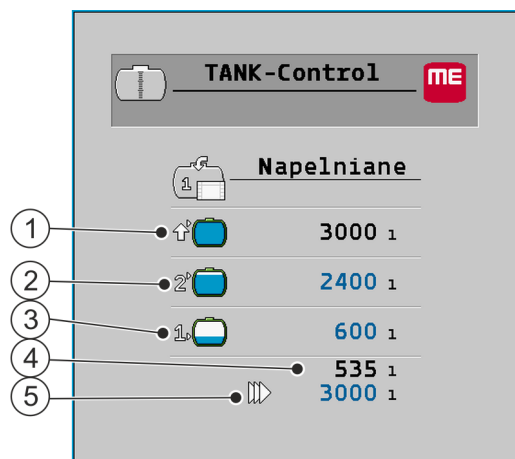 TANK-Control
ME
Napelniane
1
1 3000 l
2 2 2400 l
3 1 600 l
4 535 l
5 3000 l